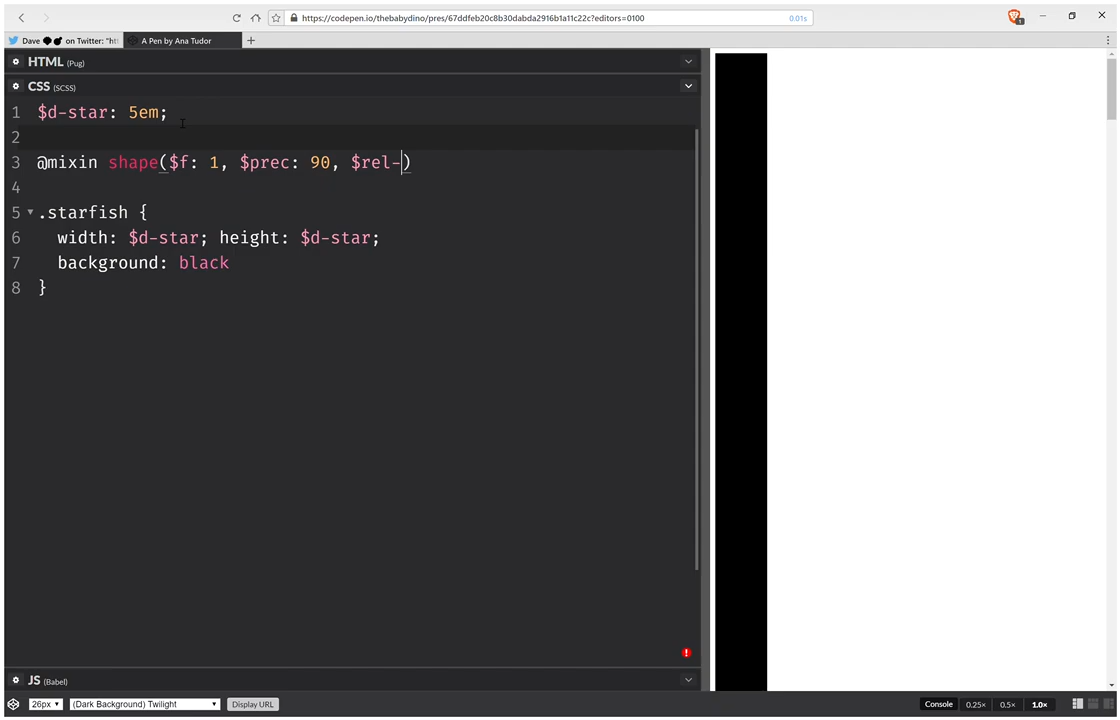 https://codepen.io/thebabydino/pres/67ddfeb20c8b30dabda2916b1a11c22c?editors=0100
0.01s
1
Dave on Twitter: "htt
A Pen by Ana Tudor
HTML (Pug)
CSS (SCSS)
1 $d-star: 5em;
2
3 @mixin shape($f: 1, $prec: 90, $rel-)
4
5 .starfish {
6 width: $d-star; height: $d-star;
7 background: black
8 }
JS (Babel)
26px (Dark Background) Twilight Display URL Console 0.25× 0.5× 1.0×